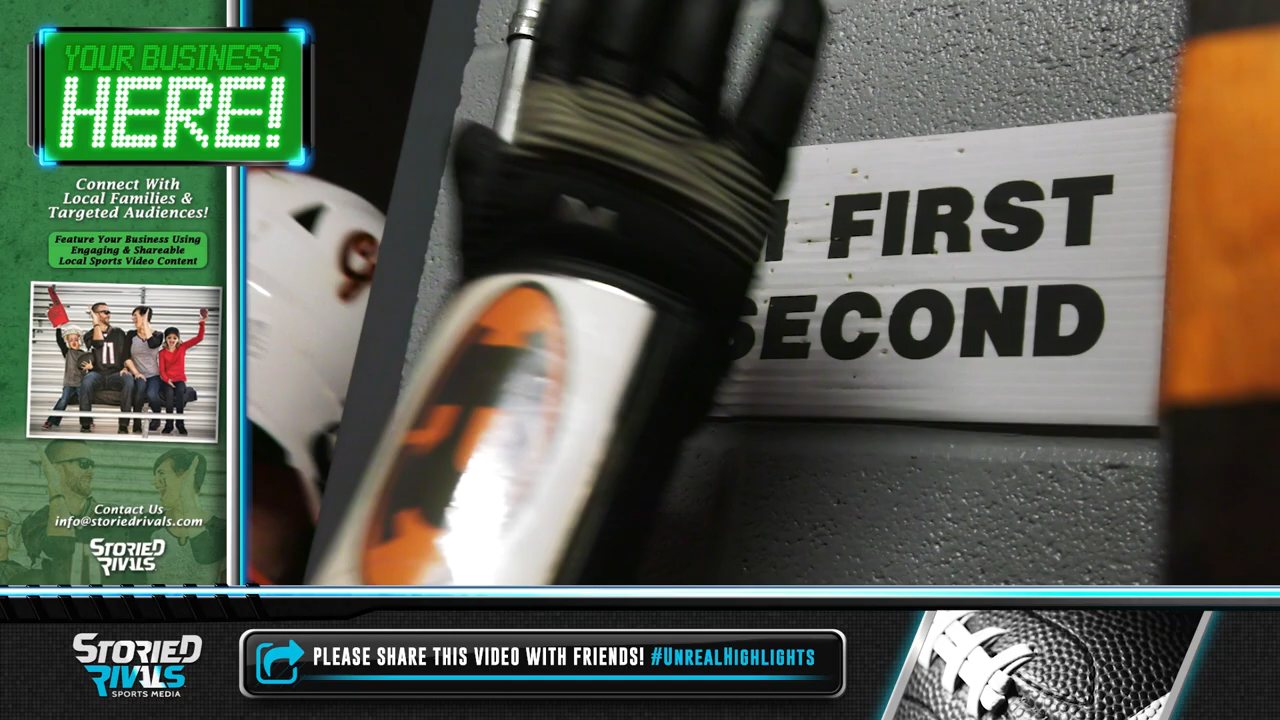 YOUR BUSINESS
HERE!
Connect With
Local Families &
Targeted Audiences!
Feature Your Business Using
Engaging & Shareable
Local Sports Video Content
11
Contact Us
info@storiedrivals.com
STORIED
RIVALS
9
FIRST
SECOND
STORIED
RIVALS
SPORTS MEDIA
PLEASE SHARE THIS VIDEO WITH FRIENDS! #UNREALHIGHLIGHTS